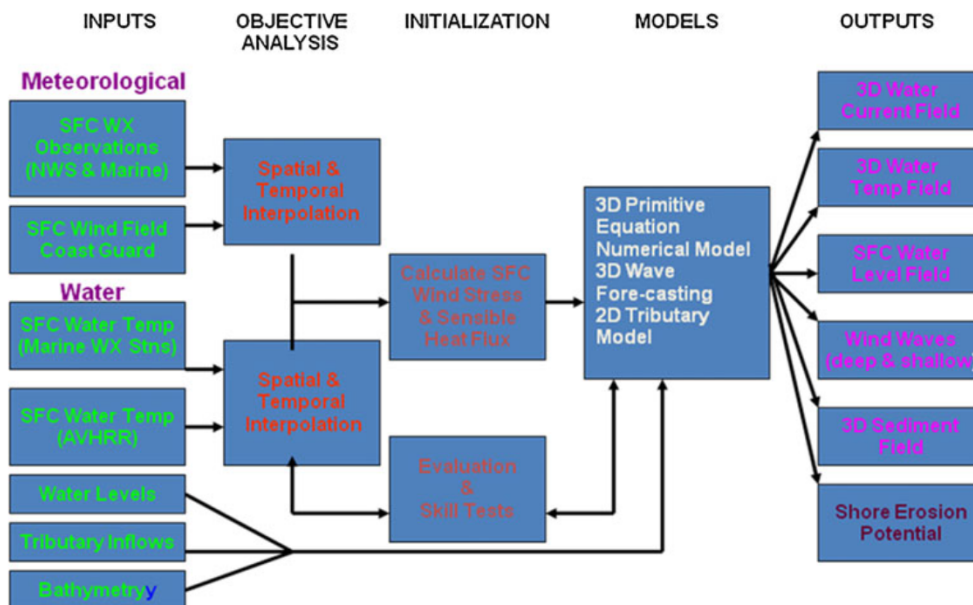 INPUTS
OBJECTIVE
ANALYSIS
INITIALIZATION
MODELS
OUTPUTS
Meteorological
SFC WX
Observations
(NWS & Marine)
SFC Wind Field
Coast Guard
Water
SFC Water Temp
(Marine WX Stns)
SFC Water Temp
(AVHRR)
Water Levels
Tributary Inflows
Bathymetryy
Spatial &
Temporal
Interpolation
Spatial &
Temporal
Interpolation
Calculate SFC
Wind Stress
& Sensible
Heat Flux
Evaluation
&
Skill Tests
3D Primitive
Equation
Numerical Model
3D Wave
Fore-casting
2D Tributary
Model
3D Water
Current Field
3D Water
Temp Field
SFC Water
Level Field
Wind Waves
(deep & shallow)
3D Sediment
Field
Shore Erosion
Potential